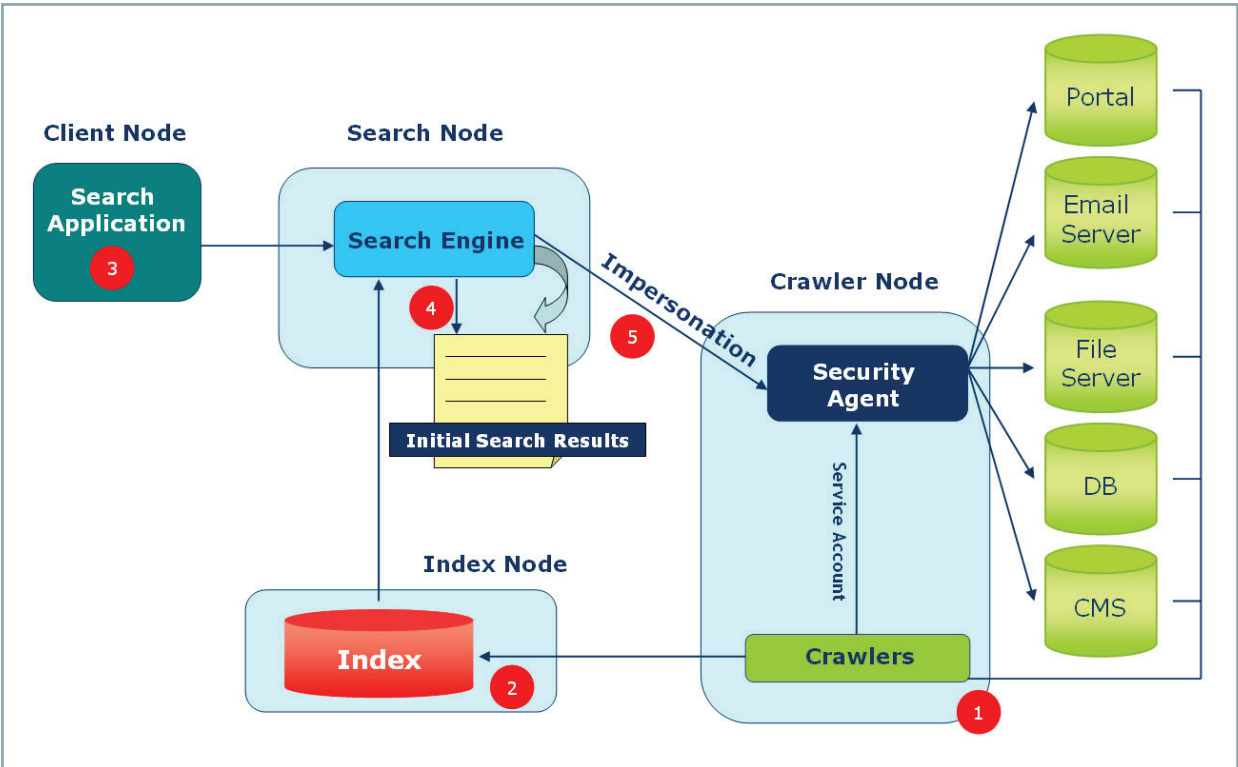 Client Node
Search
Application
3
Search Node
Search Engine
4
Initial Search Results
Impersonation
5
Crawler Node
Security
Agent
Service Account
Crawlers
1
Index Node
Index
2
Portal
Email
Server
File
Server
DB
CMS